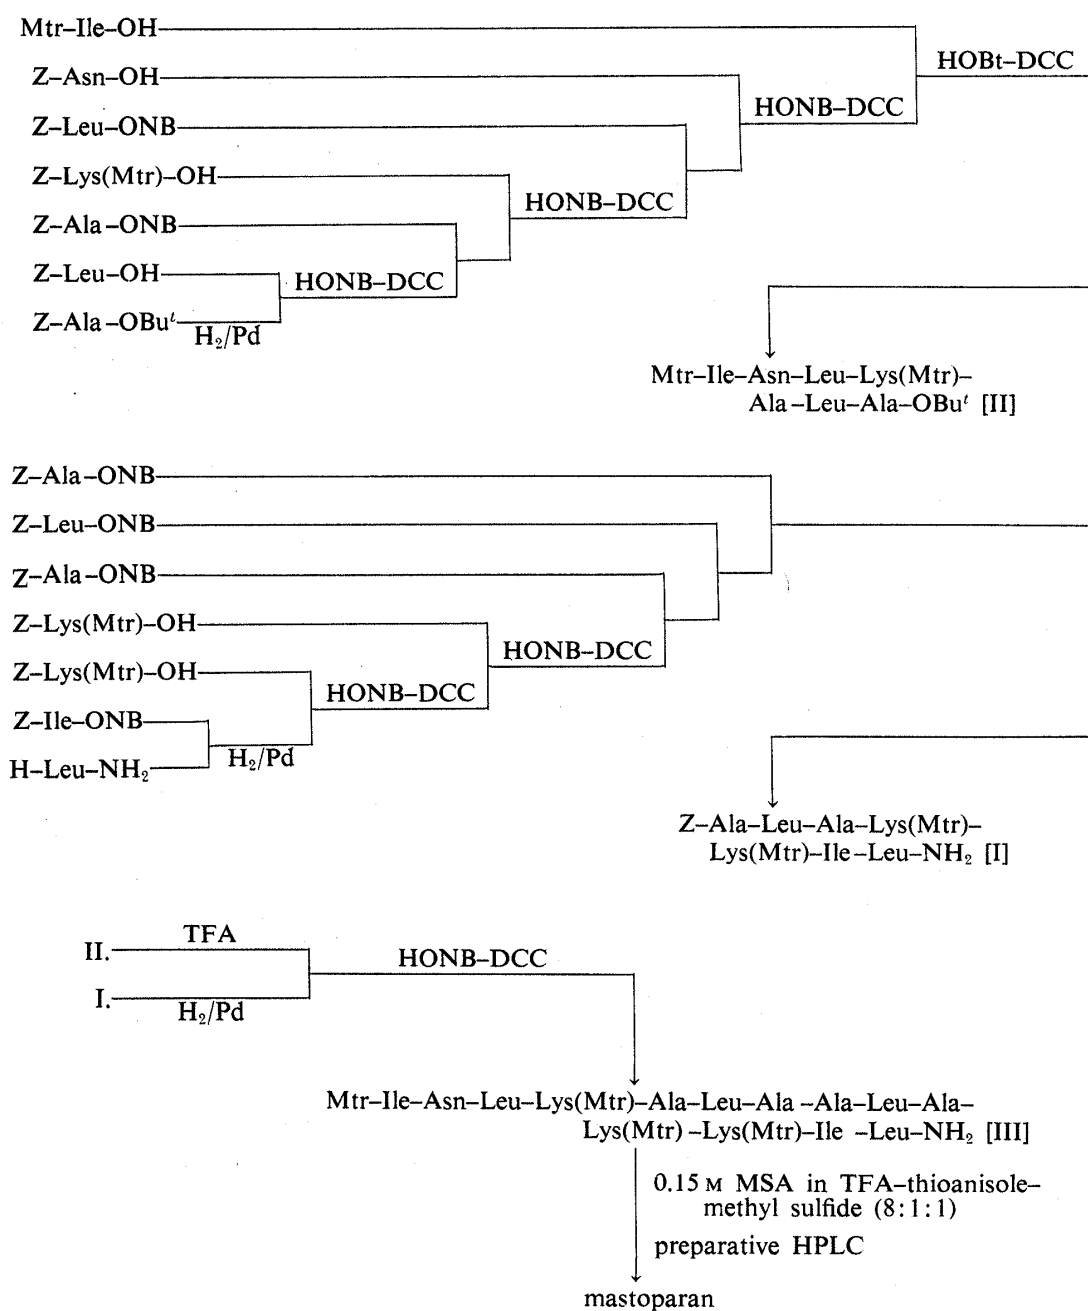 Mtr–Ile–OH
HOBt–DCC
Z–Asn–OH
HONB–DCC
Z–Leu–ONB
Z–Lys(Mtr)–OH
HONB–DCC
Z–Ala–ONB
Z–Leu–OH
HONB–DCC
Z–Ala–OBuᵗ
H₂/Pd
Mtr–Ile–Asn–Leu–Lys(Mtr)–
Ala–Leu–Ala–OBuᵗ [II]
Z–Ala–ONB
Z–Leu–ONB
Z–Ala–ONB
Z–Lys(Mtr)–OH
HONB–DCC
Z–Lys(Mtr)–OH
HONB–DCC
Z–Ile–ONB
H₂/Pd
H–Leu–NH₂
Z–Ala–Leu–Ala–Lys(Mtr)–
Lys(Mtr)–Ile–Leu–NH₂ [I]
II. TFA
HONB–DCC
I. H₂/Pd
Mtr–Ile–Asn–Leu–Lys(Mtr)–Ala–Leu–Ala–Ala–Leu–Ala–
Lys(Mtr)–Lys(Mtr)–Ile–Leu–NH₂ [III]
0.15 M MSA in TFA–thioanisole–
methyl sulfide (8:1:1)
preparative HPLC
mastoparan